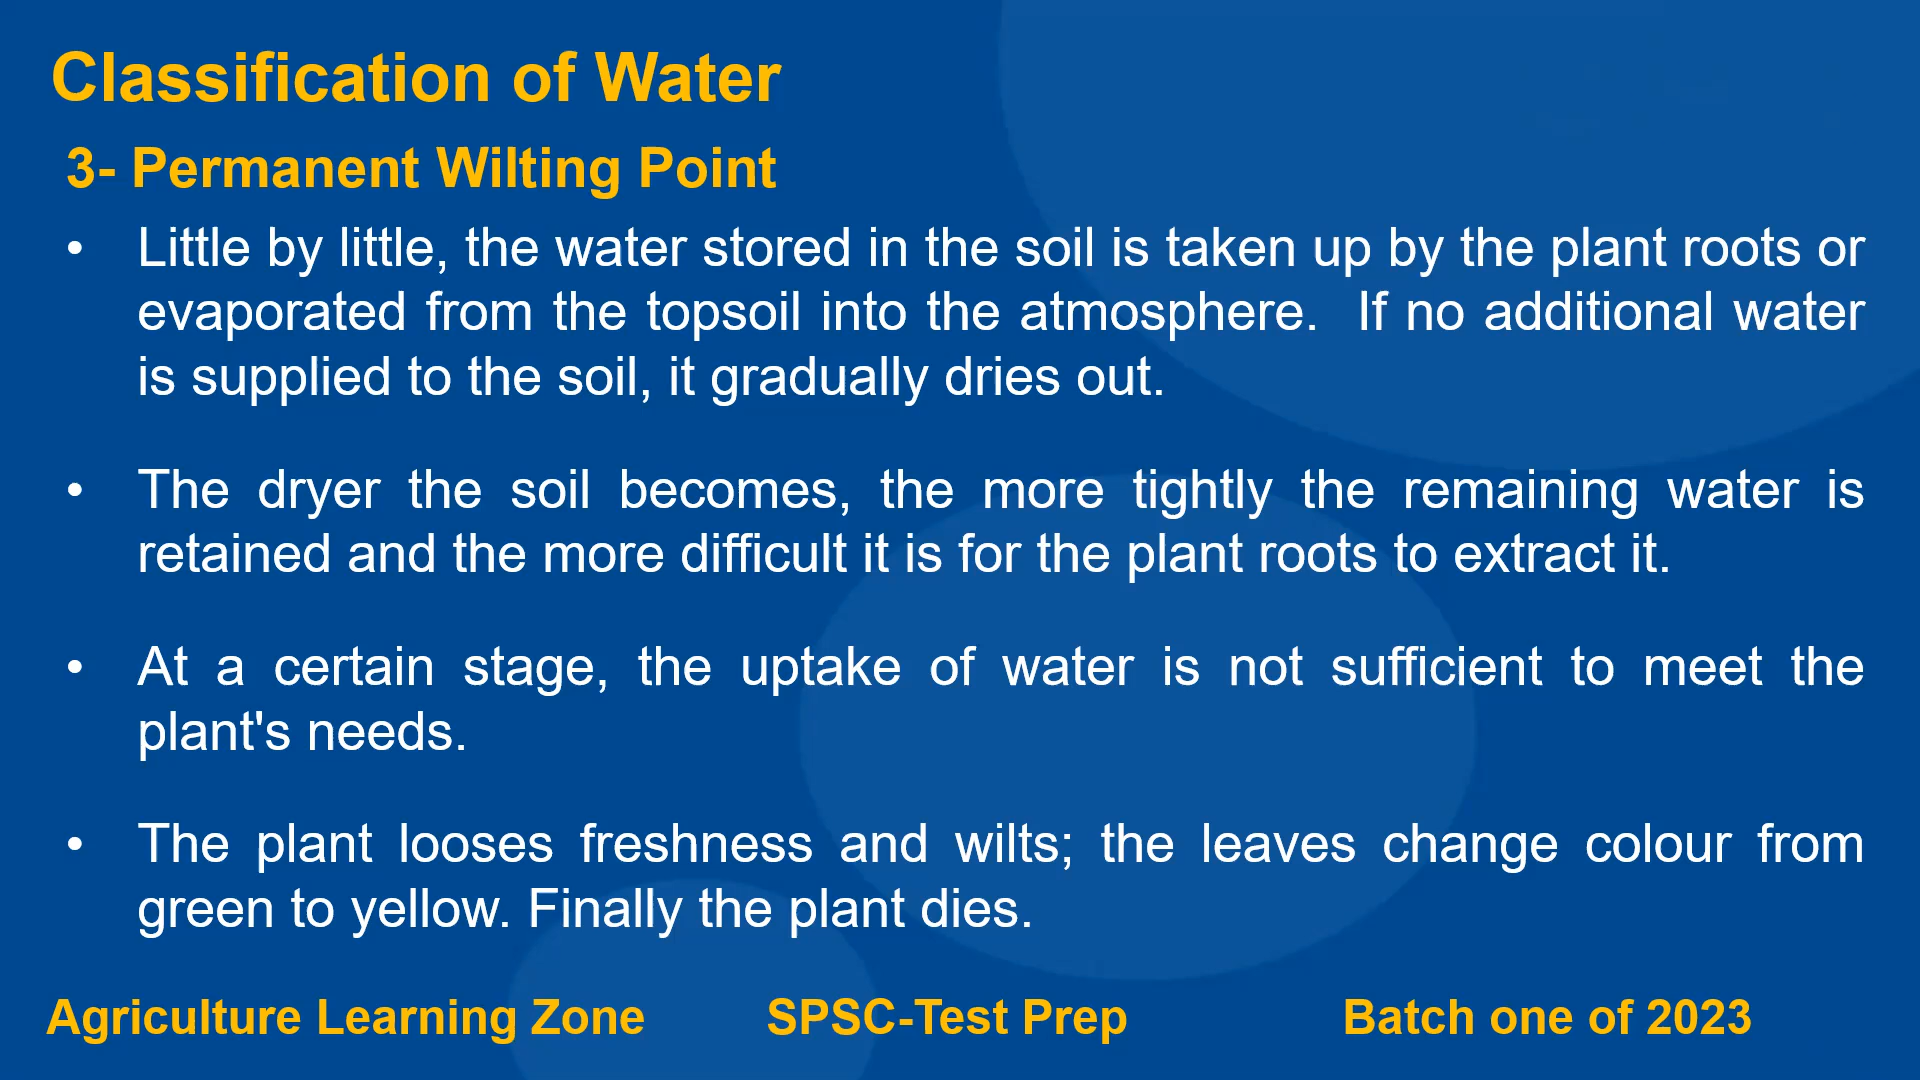 Classification of Water
3- Permanent Wilting Point
• Little by little, the water stored in the soil is taken up by the plant roots or
evaporated from the topsoil into the atmosphere.  If no additional water
is supplied to the soil, it gradually dries out.
• The dryer the soil becomes, the more tightly the remaining water is
retained and the more difficult it is for the plant roots to extract it.
• At a certain stage, the uptake of water is not sufficient to meet the
plant's needs.
• The plant looses freshness and wilts; the leaves change colour from
green to yellow. Finally the plant dies.
Agriculture Learning Zone SPSC-Test Prep Batch one of 2023